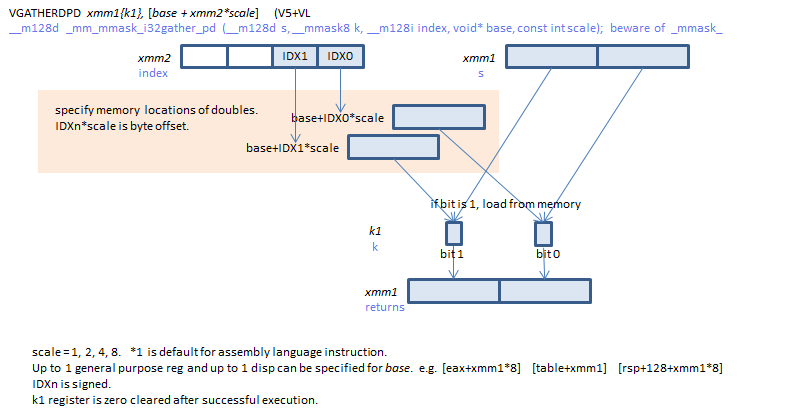 VGATHERDPD xmm1{k1}, [base + xmm2*scale] (V5+VL
__m128d _mm_mmask_i32gather_pd (__m128d s, __mmask8 k, __m128i index, void* base, const int scale); beware of _mmask_
xmm2
index
IDX1 IDX0
xmm1
s
specify memory locations of doubles.
IDXn*scale is byte offset.
base+IDX0*scale
base+IDX1*scale
if bit is 1, load from memory
k1
k
bit 1
bit 0
xmm1
returns
scale = 1, 2, 4, 8. *1 is default for assembly language instruction.
Up to 1 general purpose reg and up to 1 disp can be specified for base. e.g. [eax+xmm1*8] [table+xmm1] [rsp+128+xmm1*8]
IDXn is signed.
k1 register is zero cleared after successful execution.